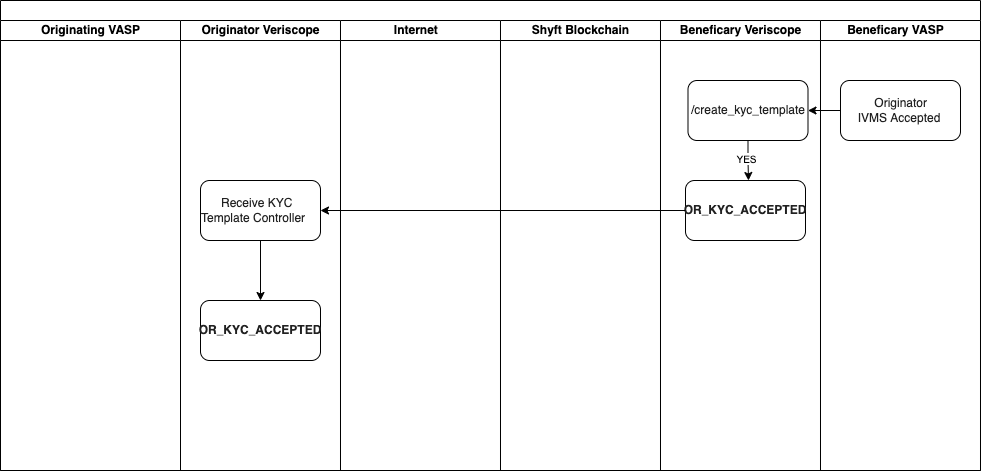 Originating VASP
Originator Veriscope
Internet
Shyft Blockchain
Beneficary Veriscope
Beneficary VASP
/create_kyc_template
Originator
IVMS Accepted
YES
Receive KYC
Template Controller
OR_KYC_ACCEPTED
OR_KYC_ACCEPTED